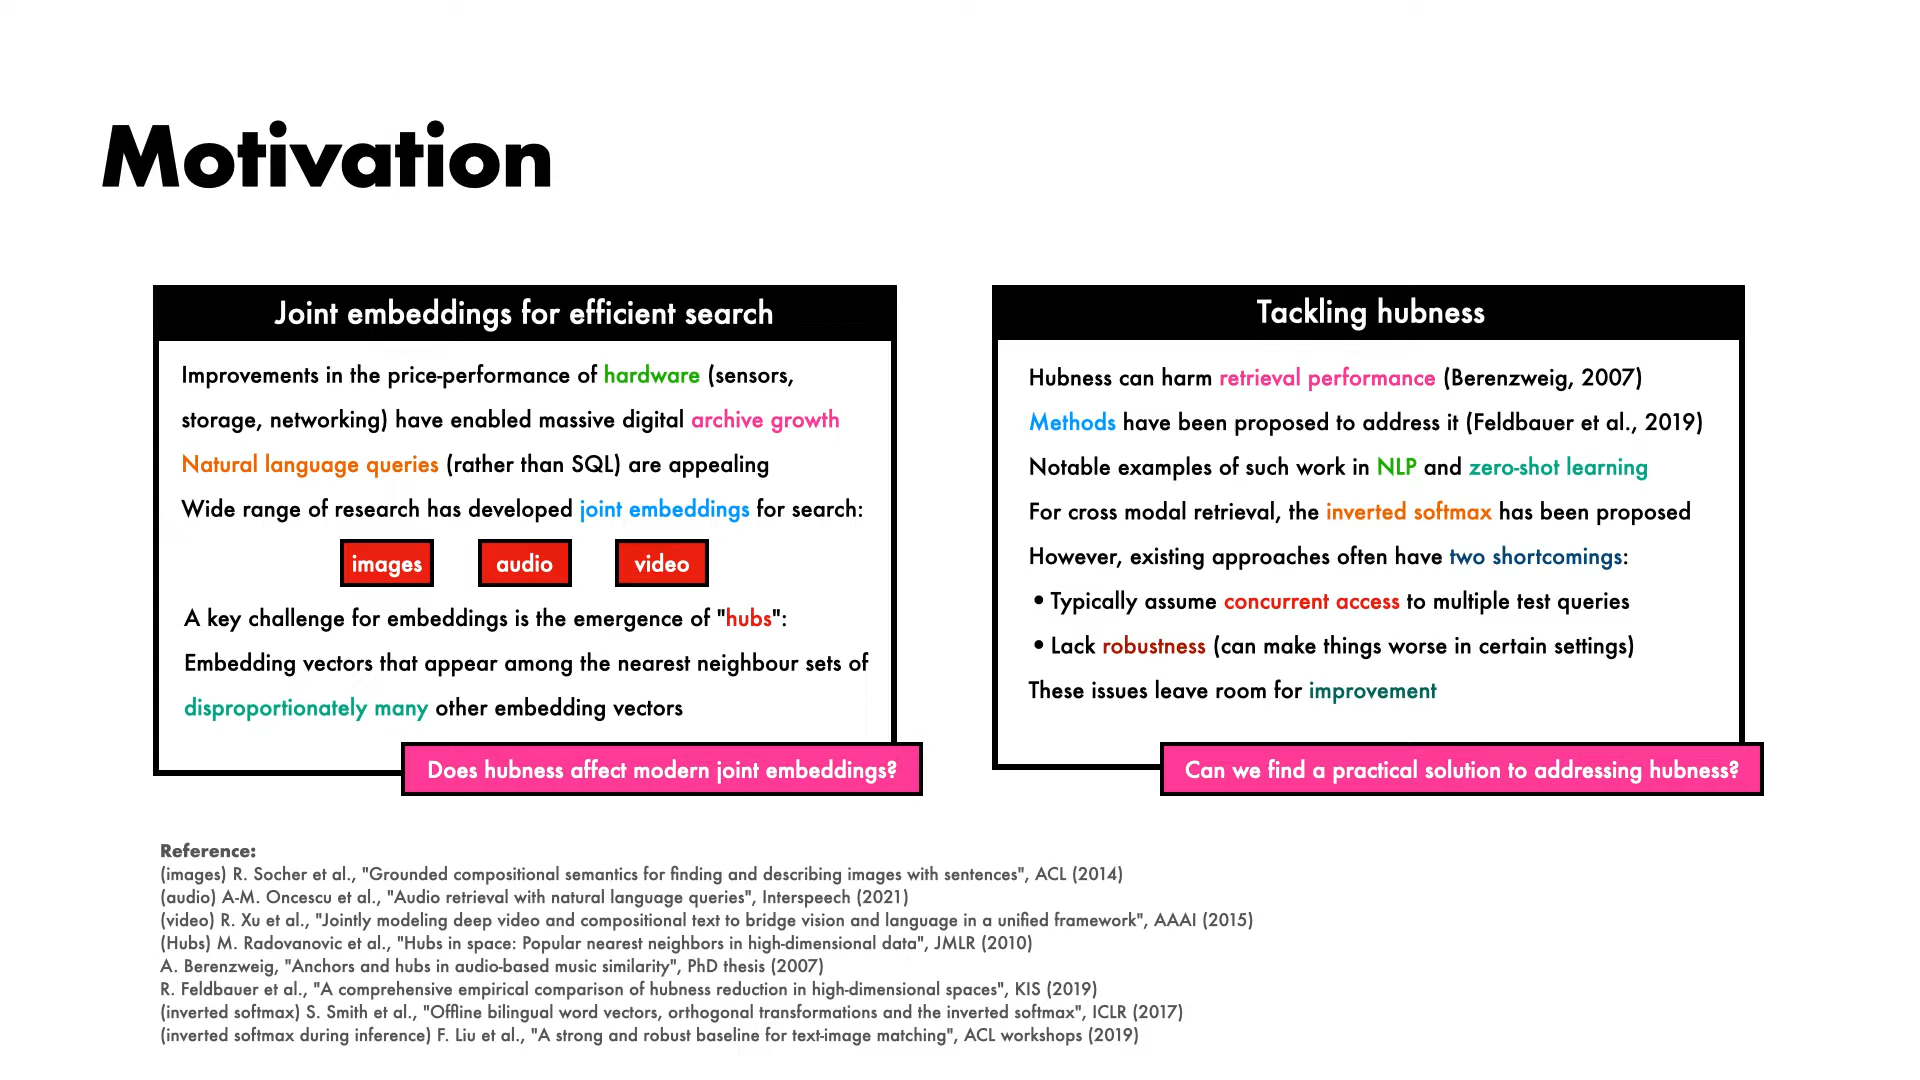 Motivation
Joint embeddings for efficient search
Improvements in the price-performance of hardware (sensors,
storage, networking) have enabled massive digital archive growth
Natural language queries (rather than SQL) are appealing
Wide range of research has developed joint embeddings for search:
images audio video
A key challenge for embeddings is the emergence of "hubs":
Embedding vectors that appear among the nearest neighbour sets of
disproportionately many other embedding vectors
Does hubness affect modern joint embeddings?
Tackling hubness
Hubness can harm retrieval performance (Berenzweig, 2007)
Methods have been proposed to address it (Feldbauer et al., 2019)
Notable examples of such work in NLP and zero-shot learning
For cross modal retrieval, the inverted softmax has been proposed
However, existing approaches often have two shortcomings:
• Typically assume concurrent access to multiple test queries
• Lack robustness (can make things worse in certain settings)
These issues leave room for improvement
Can we find a practical solution to addressing hubness?
Reference:
(images) R. Socher et al., "Grounded compositional semantics for finding and describing images with sentences", ACL (2014)
(audio) A-M. Oncescu et al., "Audio retrieval with natural language queries", Interspeech (2021)
(video) R. Xu et al., "Jointly modeling deep video and compositional text to bridge vision and language in a unified framework", AAAI (2015)
(Hubs) M. Radovanovic et al., "Hubs in space: Popular nearest neighbors in high-dimensional data", JMLR (2010)
A. Berenzweig, "Anchors and hubs in audio-based music similarity", PhD thesis (2007)
R. Feldbauer et al., "A comprehensive empirical comparison of hubness reduction in high-dimensional spaces", KIS (2019)
(inverted softmax) S. Smith et al., "Offline bilingual word vectors, orthogonal transformations and the inverted softmax", ICLR (2017)
(inverted softmax during inference) F. Liu et al., "A strong and robust baseline for text-image matching", ACL workshops (2019)